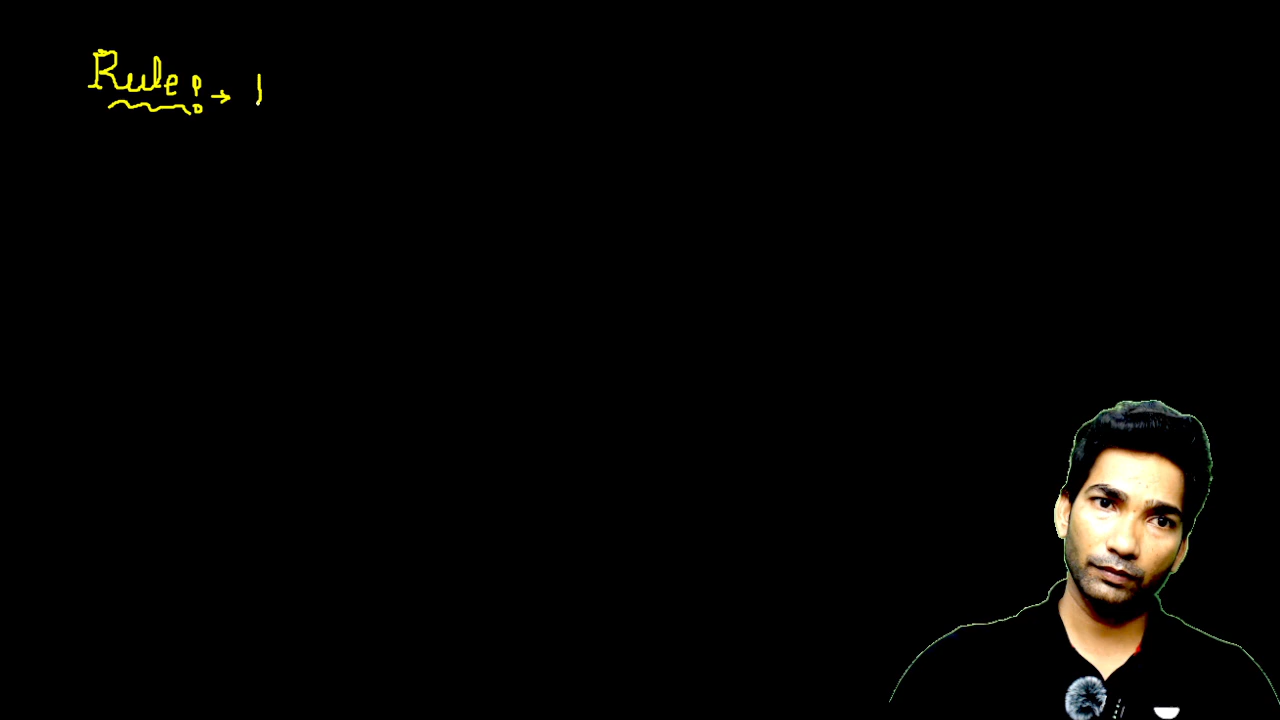 Rule : → 1